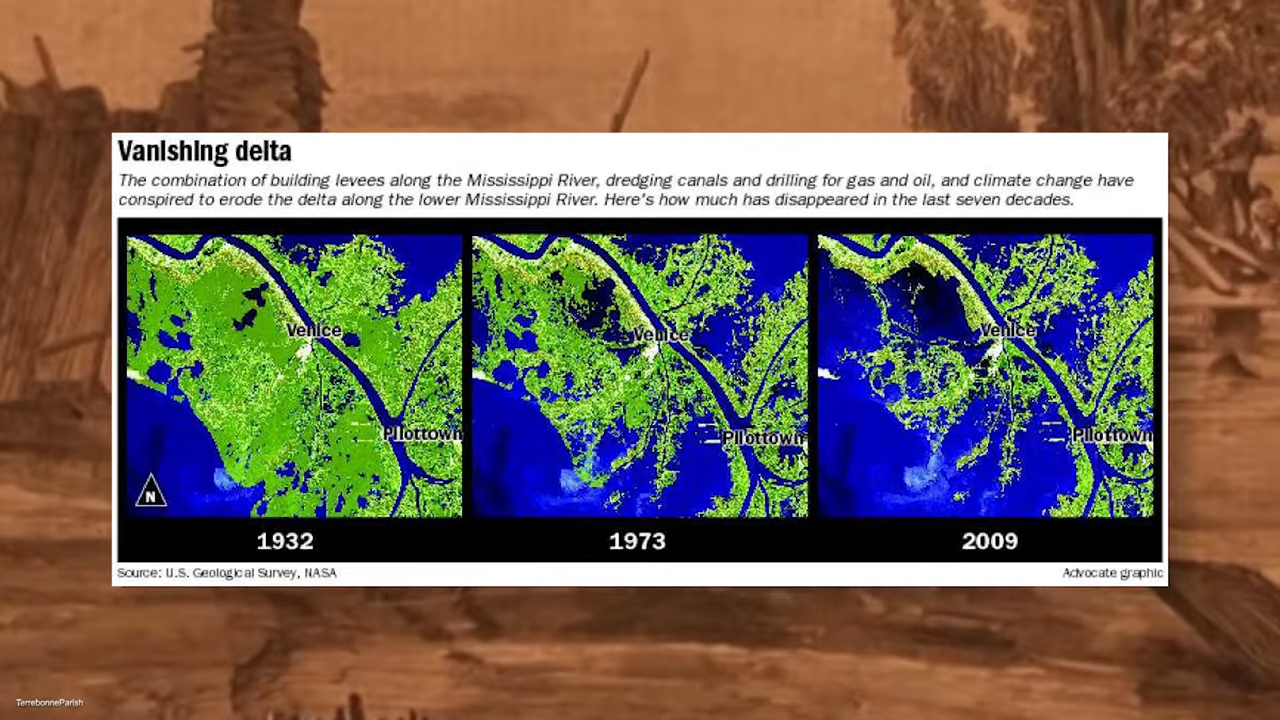 Vanishing delta
The combination of building levees along the Mississippi River, dredging canals and drilling for gas and oil, and climate change have
conspired to erode the delta along the lower Mississippi River. Here's how much has disappeared in the last seven decades.
Venice
Venice
Venice
Pilottown
Pilottown
Pilottown
N
1932
1973
2009
Source: U.S. Geological Survey, NASA
Advocate graphic
TerrebonneParish